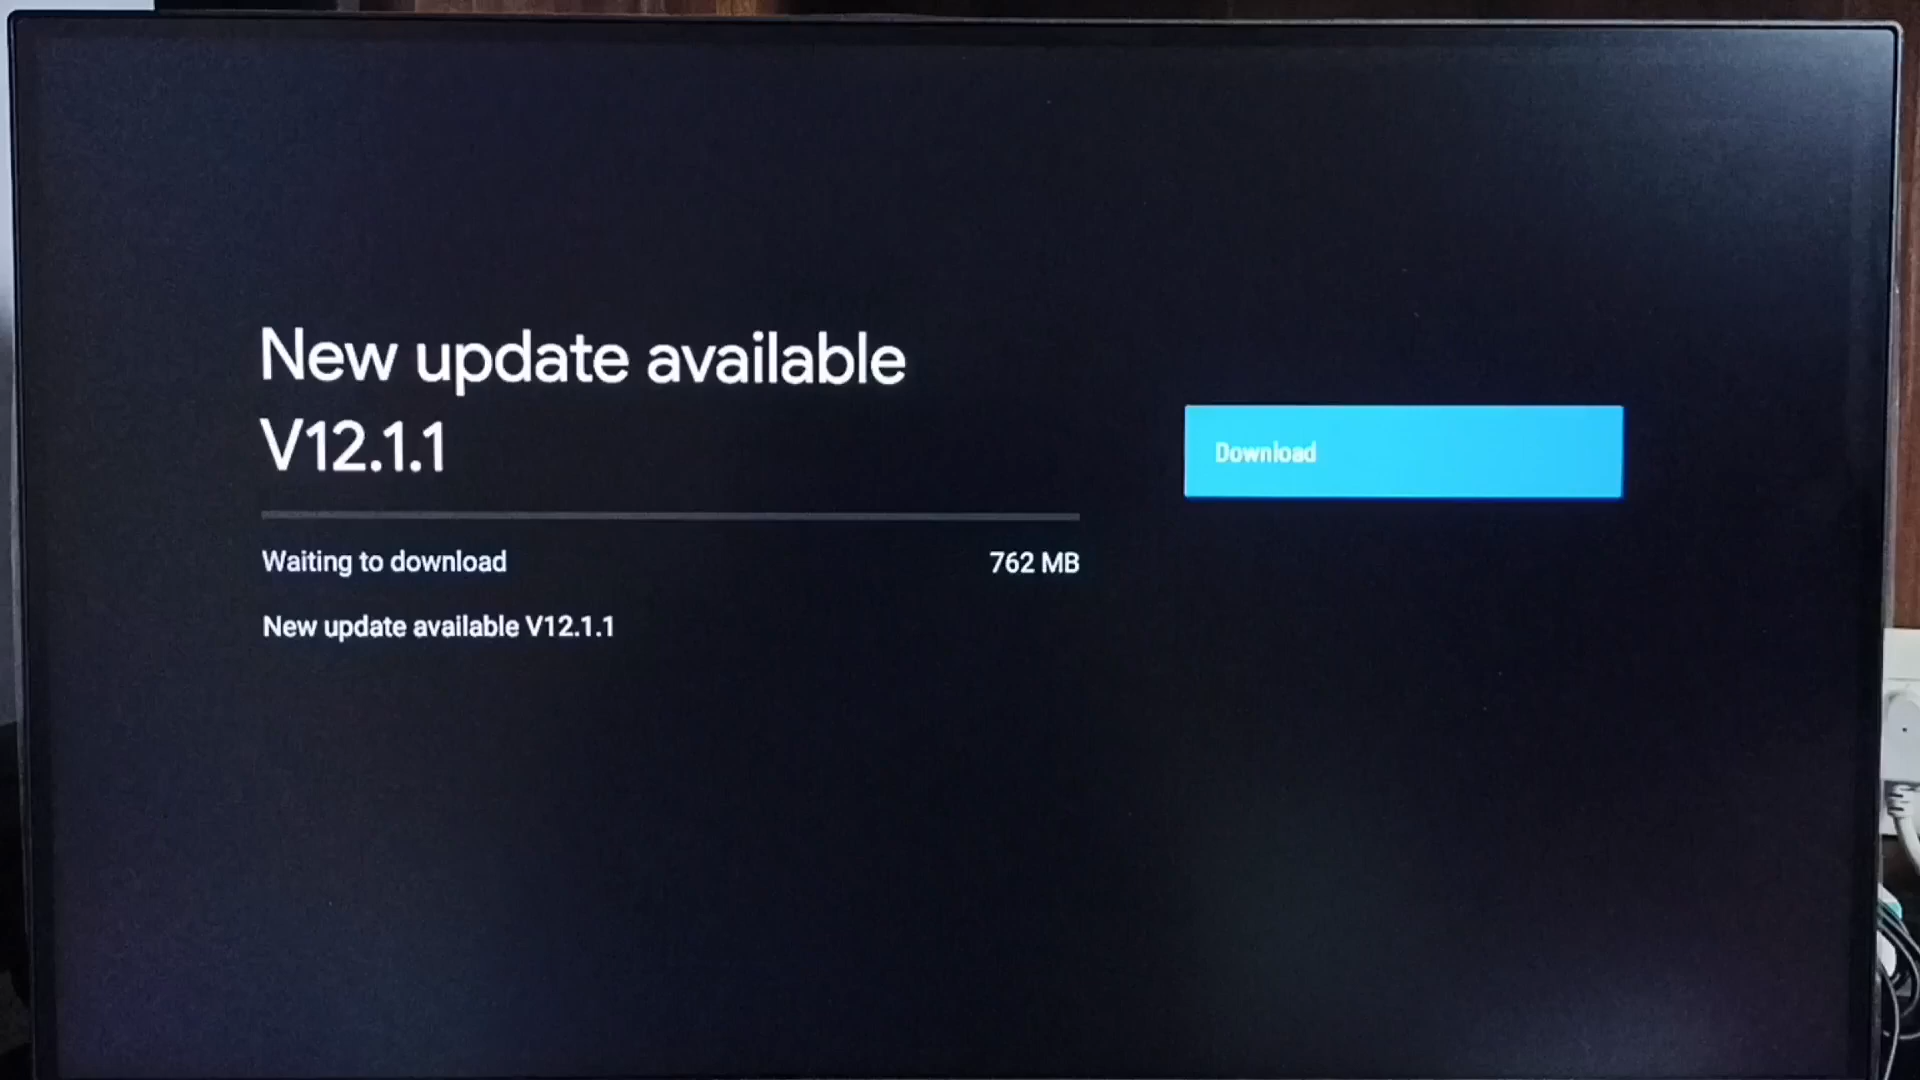 New update available
V12.1.1
Download
Waiting to download 762 MB
New update available V12.1.1